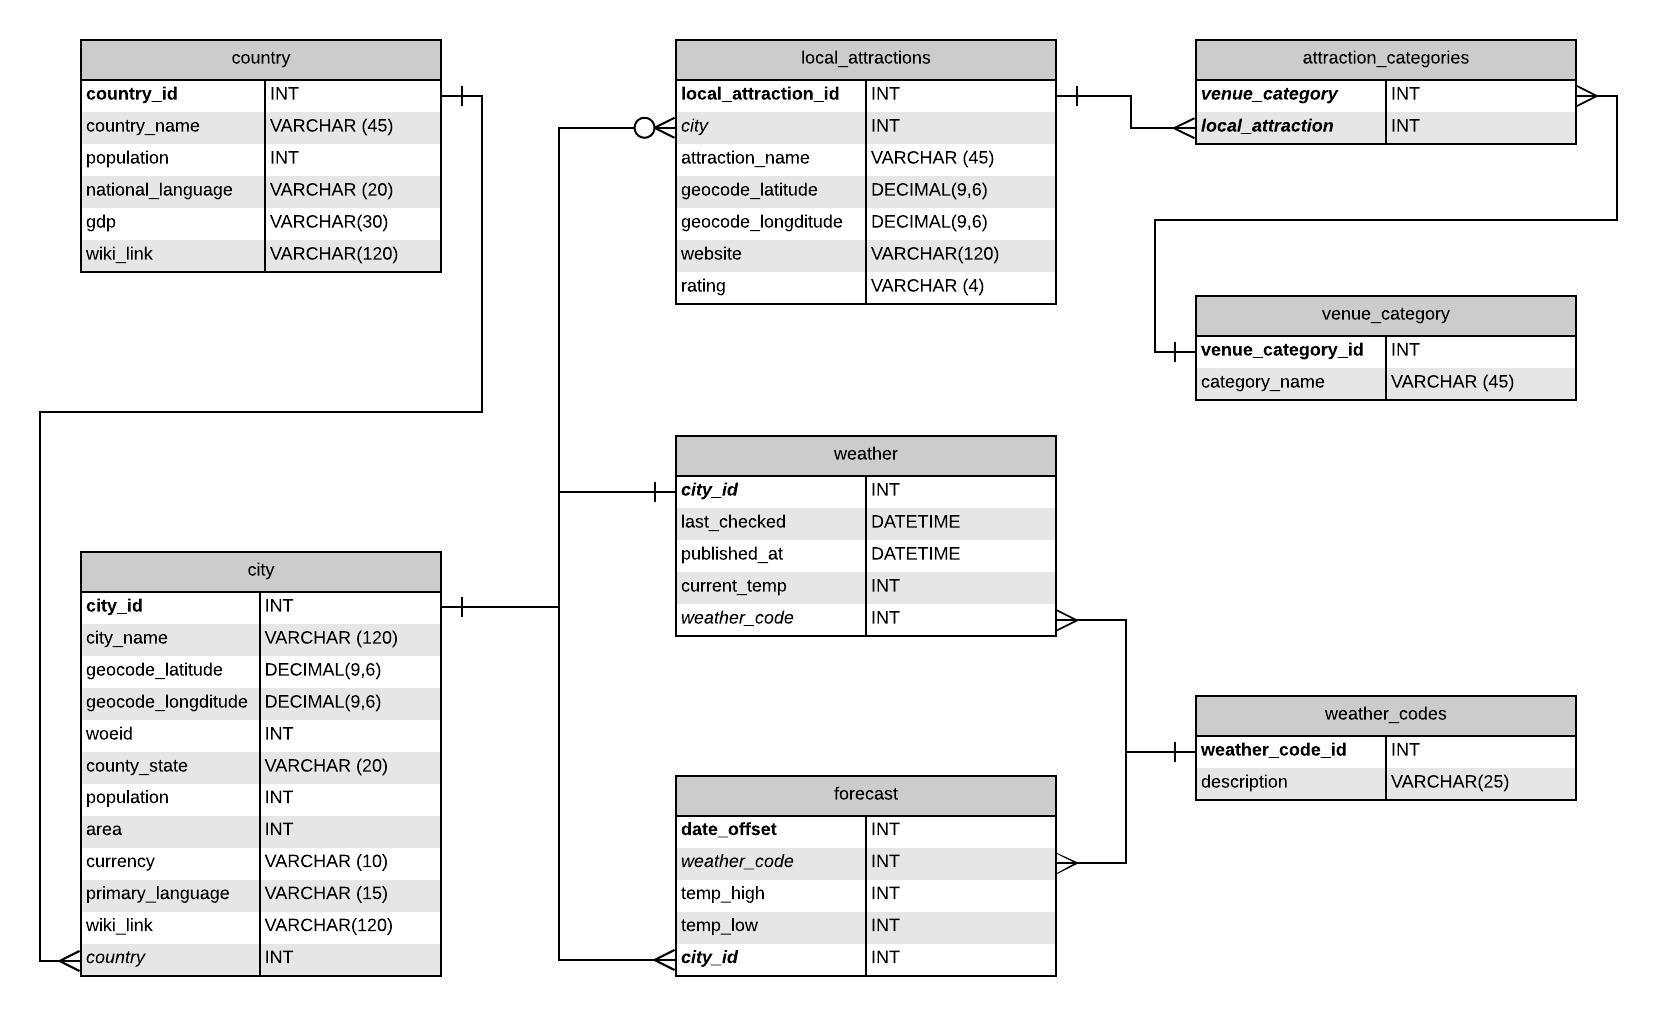 country
country_id INT
country_name VARCHAR (45)
population INT
national_language VARCHAR (20)
gdp VARCHAR(30)
wiki_link VARCHAR(120)
local_attractions
local_attraction_id INT
city INT
attraction_name VARCHAR (45)
geocode_latitude DECIMAL(9,6)
geocode_longditude DECIMAL(9,6)
website VARCHAR(120)
rating VARCHAR (4)
attraction_categories
venue_category INT
local_attraction INT
venue_category
venue_category_id INT
category_name VARCHAR (45)
weather
city_id INT
last_checked DATETIME
published_at DATETIME
current_temp INT
weather_code INT
city
city_id INT
city_name VARCHAR (120)
geocode_latitude DECIMAL(9,6)
geocode_longditude DECIMAL(9,6)
woeid INT
county_state VARCHAR (20)
population INT
area INT
currency VARCHAR (10)
primary_language VARCHAR (15)
wiki_link VARCHAR(120)
country INT
forecast
date_offset INT
weather_code INT
temp_high INT
temp_low INT
city_id INT
weather_codes
weather_code_id INT
description VARCHAR(25)